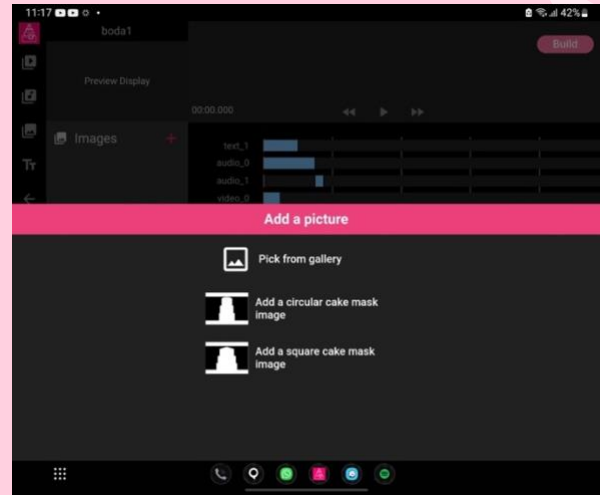 11:17
42%
boda1
Build
Preview Display
00:00.000
Images
Tт
text_1
audio_0
audio_1
video_0
Add a picture
Pick from gallery
Add a circular cake mask
image
Add a square cake mask
image